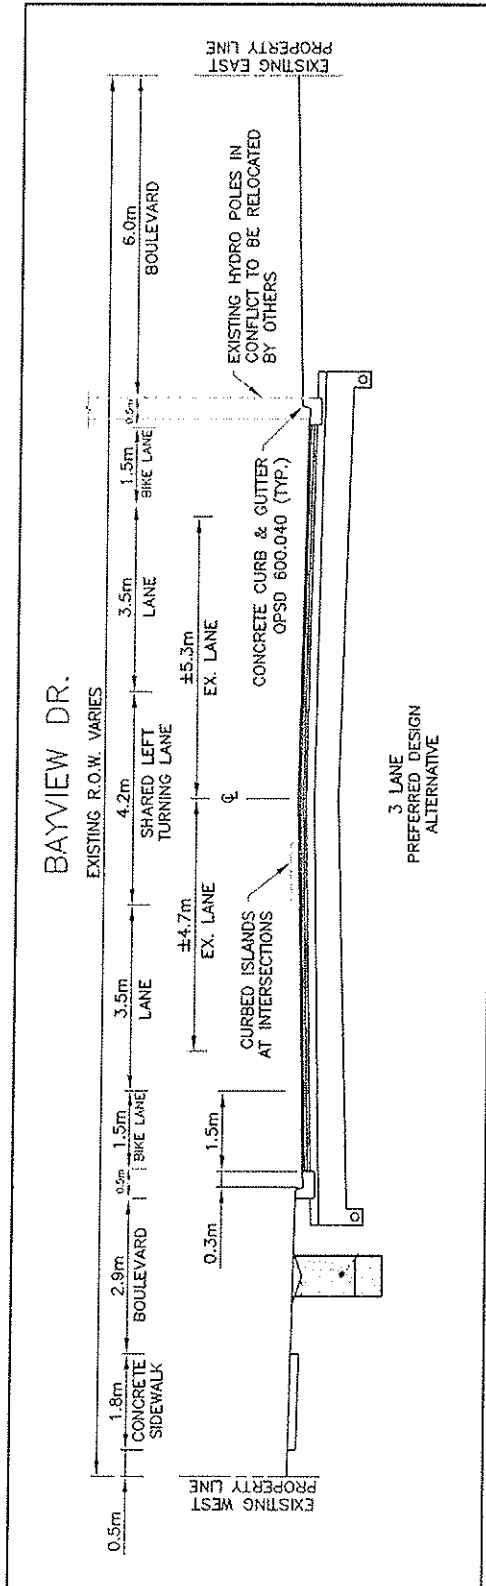 BAYVIEW DR.
EXISTING R.O.W. VARIES
0.5m
1.8m
CONCRETE
SIDEWALK
2.9m
BOULEVARD
0.5m
1.5m
BIKE LANE
3.5m
LANE
4.2m
SHARED LEFT
TURNING LANE
3.5m
LANE
1.5m
BIKE LANE
0.5m
6.0m
BOULEVARD
0.3m
1.5m
±4.7m
EX. LANE
±5.3m
EX. LANE
℄
EXISTING WEST
PROPERTY LINE
EXISTING EAST
PROPERTY LINE
CURBED ISLANDS
AT INTERSECTIONS
CONCRETE CURB & GUTTER
OPSD 600.040 (TYP.)
EXISTING HYDRO POLES IN
CONFLICT TO BE RELOCATED
BY OTHERS
3 LANE
PREFERRED DESIGN
ALTERNATIVE